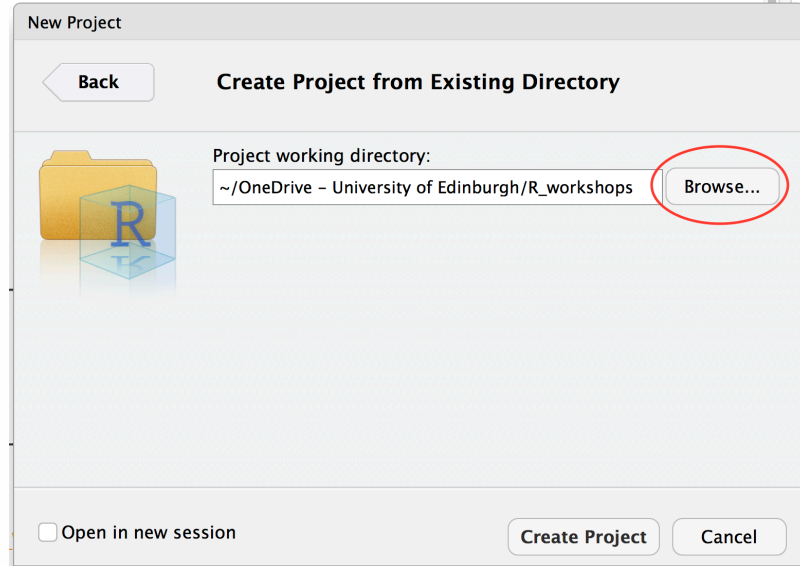 New Project
Back
Create Project from Existing Directory
Project working directory:
~/OneDrive – University of Edinburgh/R_workshops
Browse...
R
Open in new session
Create Project
Cancel